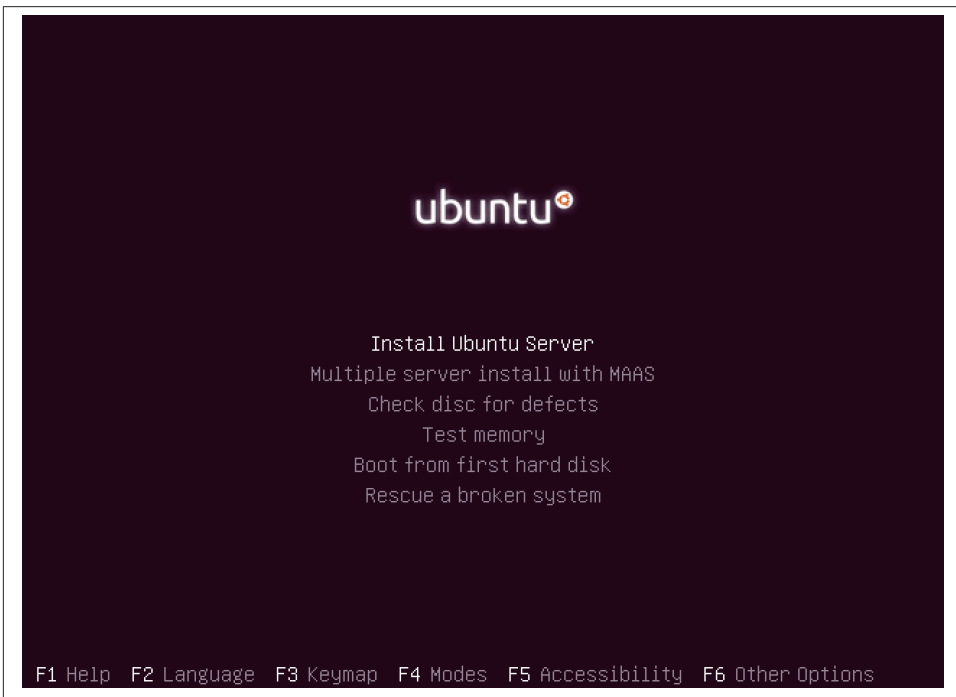 ubuntu
Install Ubuntu Server
Multiple server install with MAAS
Check disc for defects
Test memory
Boot from first hard disk
Rescue a broken system
F1 Help F2 Language F3 Keymap F4 Modes F5 Accessibility F6 Other Options